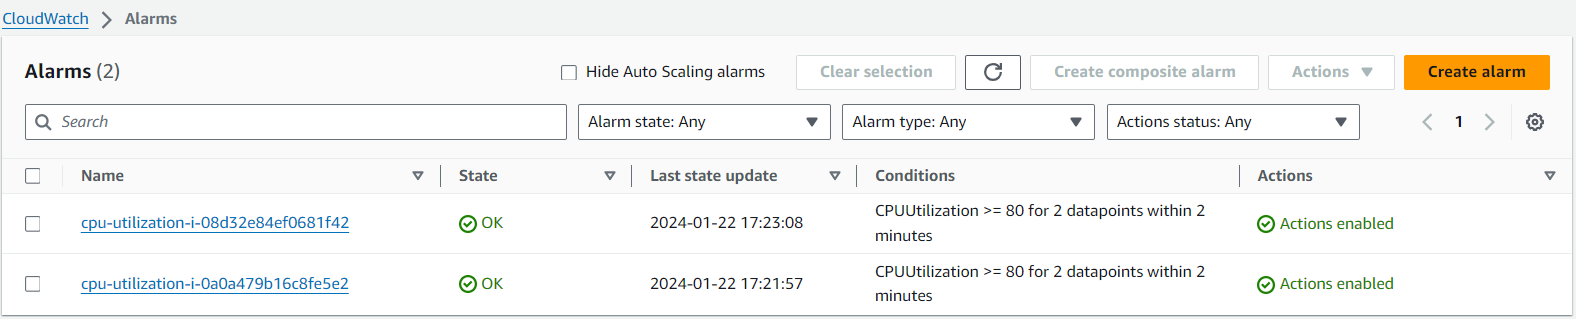 CloudWatch > Alarms
Alarms (2)
Hide Auto Scaling alarms
Clear selection
Create composite alarm
Actions
Create alarm
Search
Alarm state: Any
Alarm type: Any
Actions status: Any
1
Name
State
Last state update
Conditions
Actions
cpu-utilization-i-08d32e84ef0681f42
OK
2024-01-22 17:23:08
CPUUtilization >= 80 for 2 datapoints within 2
minutes
Actions enabled
cpu-utilization-i-0a0a479b16c8fe5e2
OK
2024-01-22 17:21:57
CPUUtilization >= 80 for 2 datapoints within 2
minutes
Actions enabled